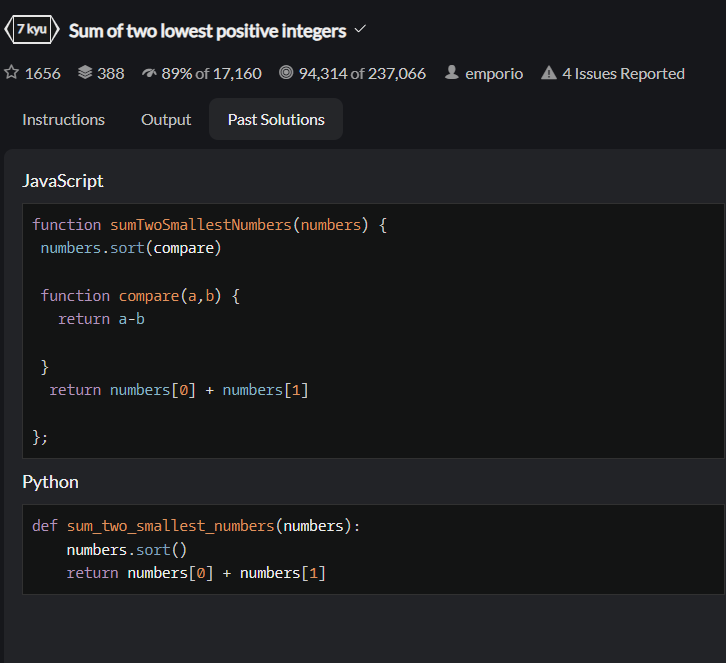 7 kyu Sum of two lowest positive integers
1656 388 89% of 17,160 94,314 of 237,066 emporio 4 Issues Reported
Instructions Output Past Solutions
JavaScript
function sumTwoSmallestNumbers(numbers) {
numbers.sort(compare)
function compare(a,b) {
return a-b
}
return numbers[0] + numbers[1]
};
Python
def sum_two_smallest_numbers(numbers):
numbers.sort()
return numbers[0] + numbers[1]